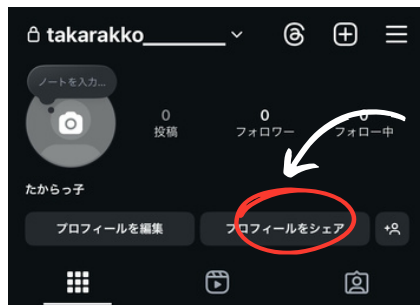 takarakko_______
ノートを入力...
0 0 0
投稿 フォロワー フォロー中
たからっ子
プロフィールを編集 プロフィールをシェア